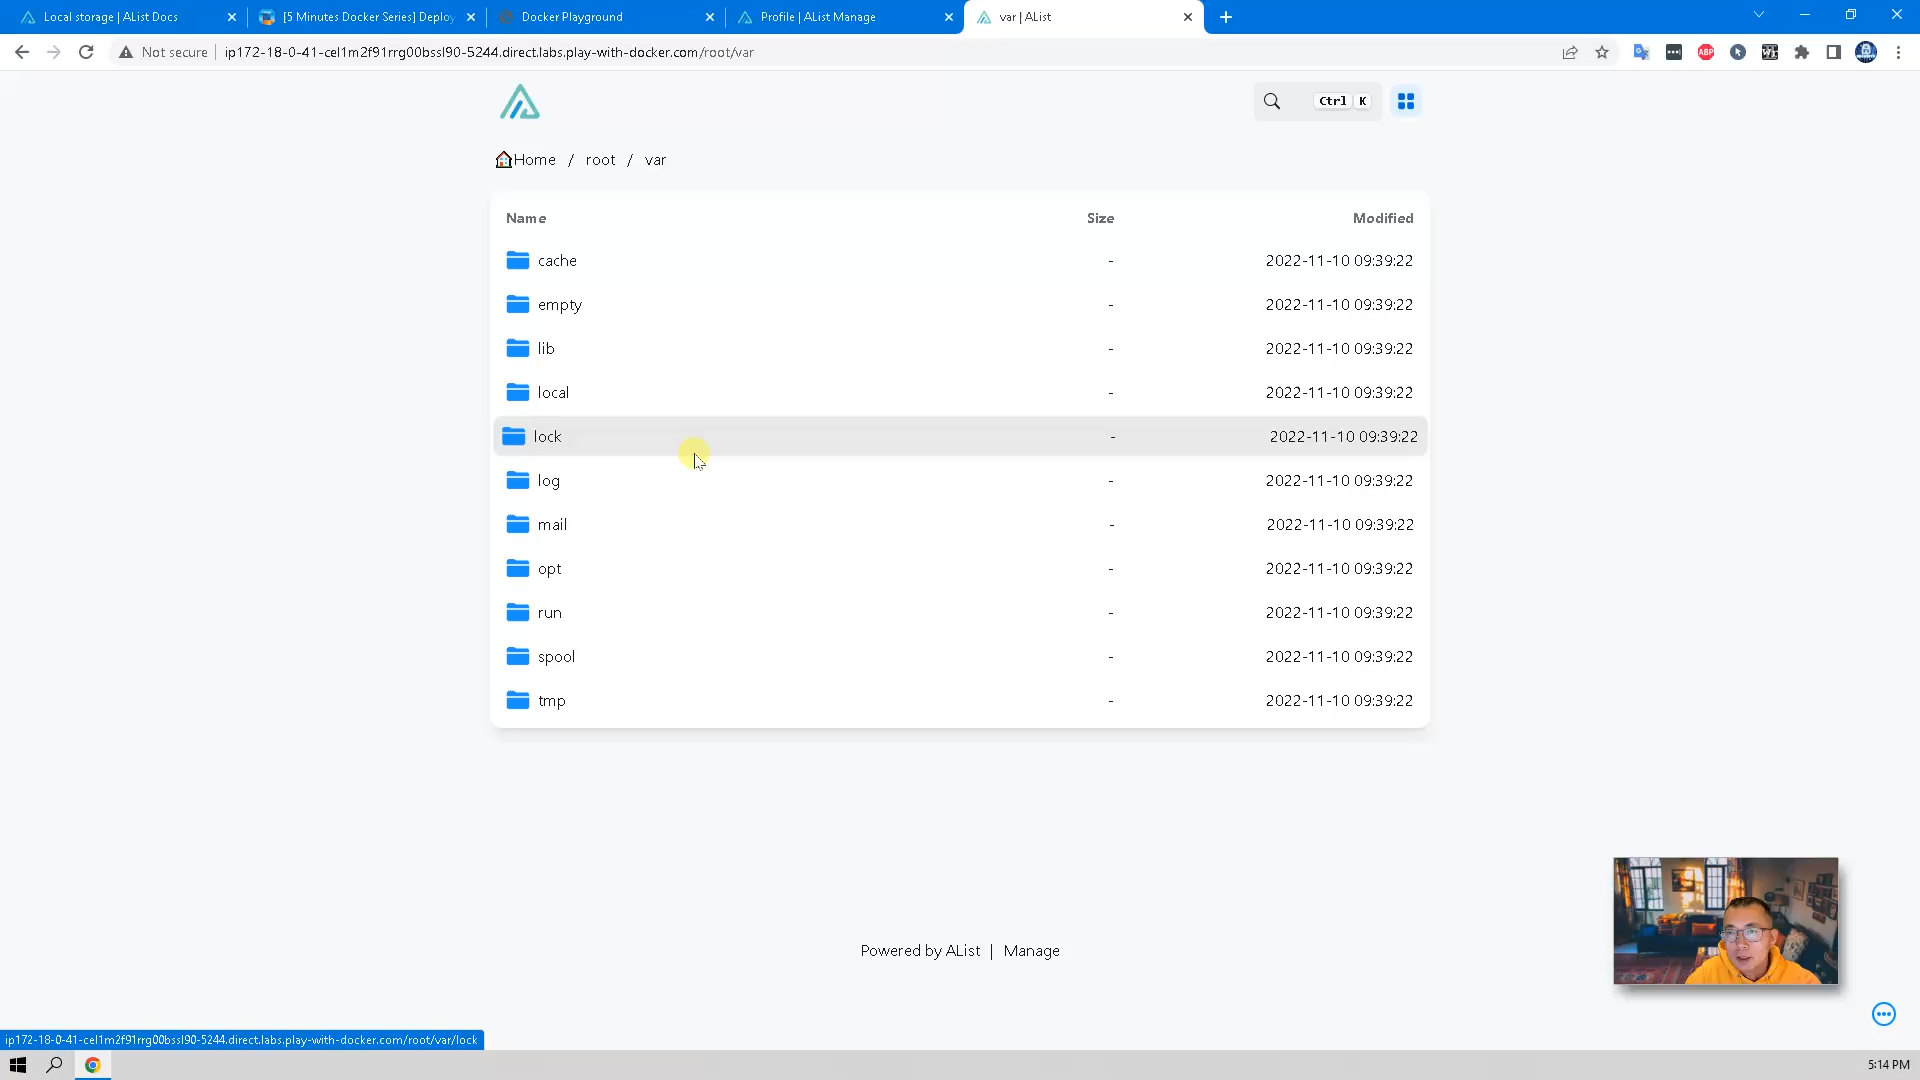 Local storage | AList Docs
[5 Minutes Docker Series] Deploy
Docker Playground
Profile | AList Manage
var | AList
Not secure
ip172-18-0-41-cel1m2f91rrg00bssl90-5244.direct.labs.play-with-docker.com/root/var
ABP
Ctrl K
Home / root / var
Name Size Modified
cache - 2022-11-10 09:39:22
empty - 2022-11-10 09:39:22
lib - 2022-11-10 09:39:22
local - 2022-11-10 09:39:22
lock - 2022-11-10 09:39:22
log - 2022-11-10 09:39:22
mail - 2022-11-10 09:39:22
opt - 2022-11-10 09:39:22
run - 2022-11-10 09:39:22
spool - 2022-11-10 09:39:22
tmp - 2022-11-10 09:39:22
Powered by AList | Manage
ip172-18-0-41-cel1m2f91rrg00bssl90-5244.direct.labs.play-with-docker.com/root/var/lock
5:14 PM